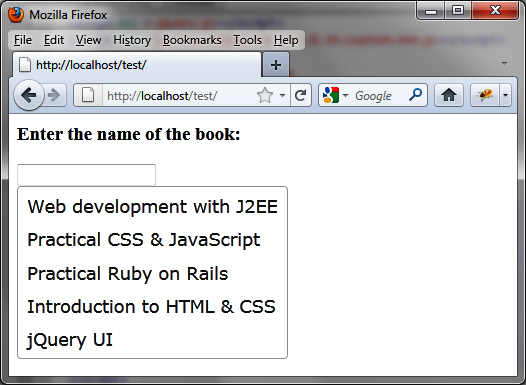 Mozilla Firefox
File Edit View History Bookmarks Tools Help
http://localhost/test/
http://localhost/test/ Google
Enter the name of the book:
Web development with J2EE
Practical CSS & JavaScript
Practical Ruby on Rails
Introduction to HTML & CSS
jQuery UI